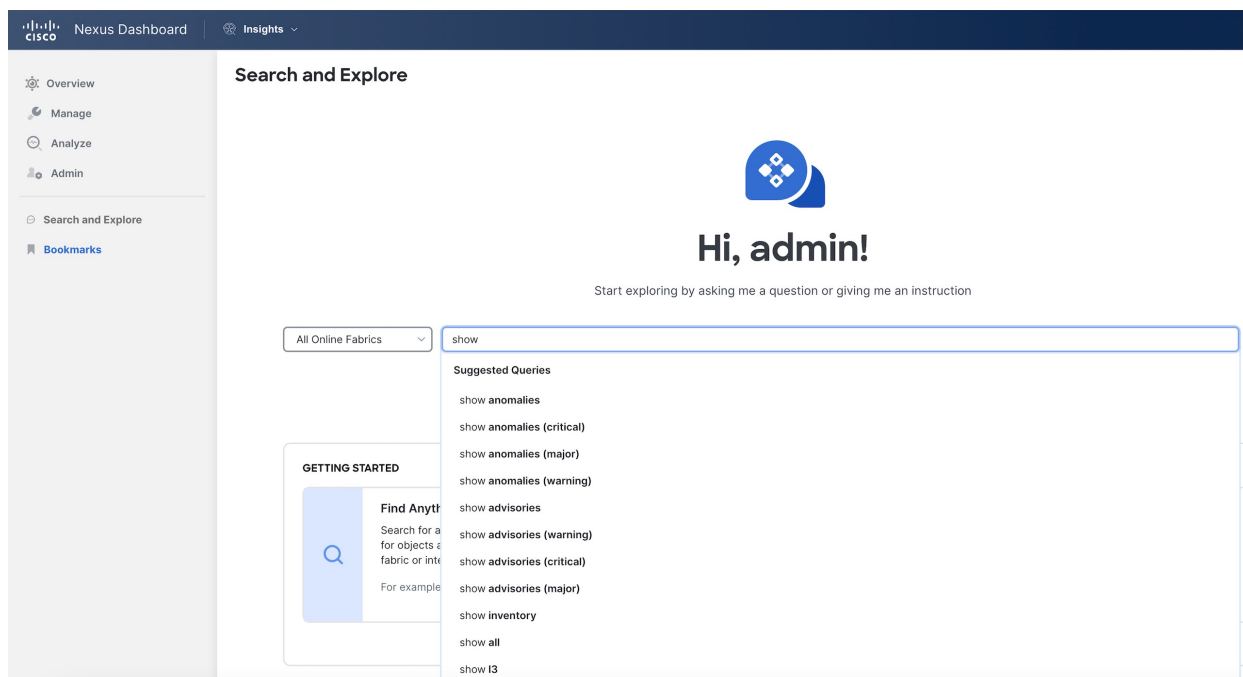 CISCO
Nexus Dashboard
Insights
Overview
Manage
Analyze
Admin
Search and Explore
Bookmarks
Search and Explore
Hi, admin!
Start exploring by asking me a question or giving me an instruction
All Online Fabrics
show
Suggested Queries
show anomalies
show anomalies (critical)
show anomalies (major)
show anomalies (warning)
show advisories
show advisories (warning)
show advisories (critical)
show advisories (major)
show inventory
show all
show l3
GETTING STARTED
Find Anyth
Search for a
for objects a
fabric or inte
For example